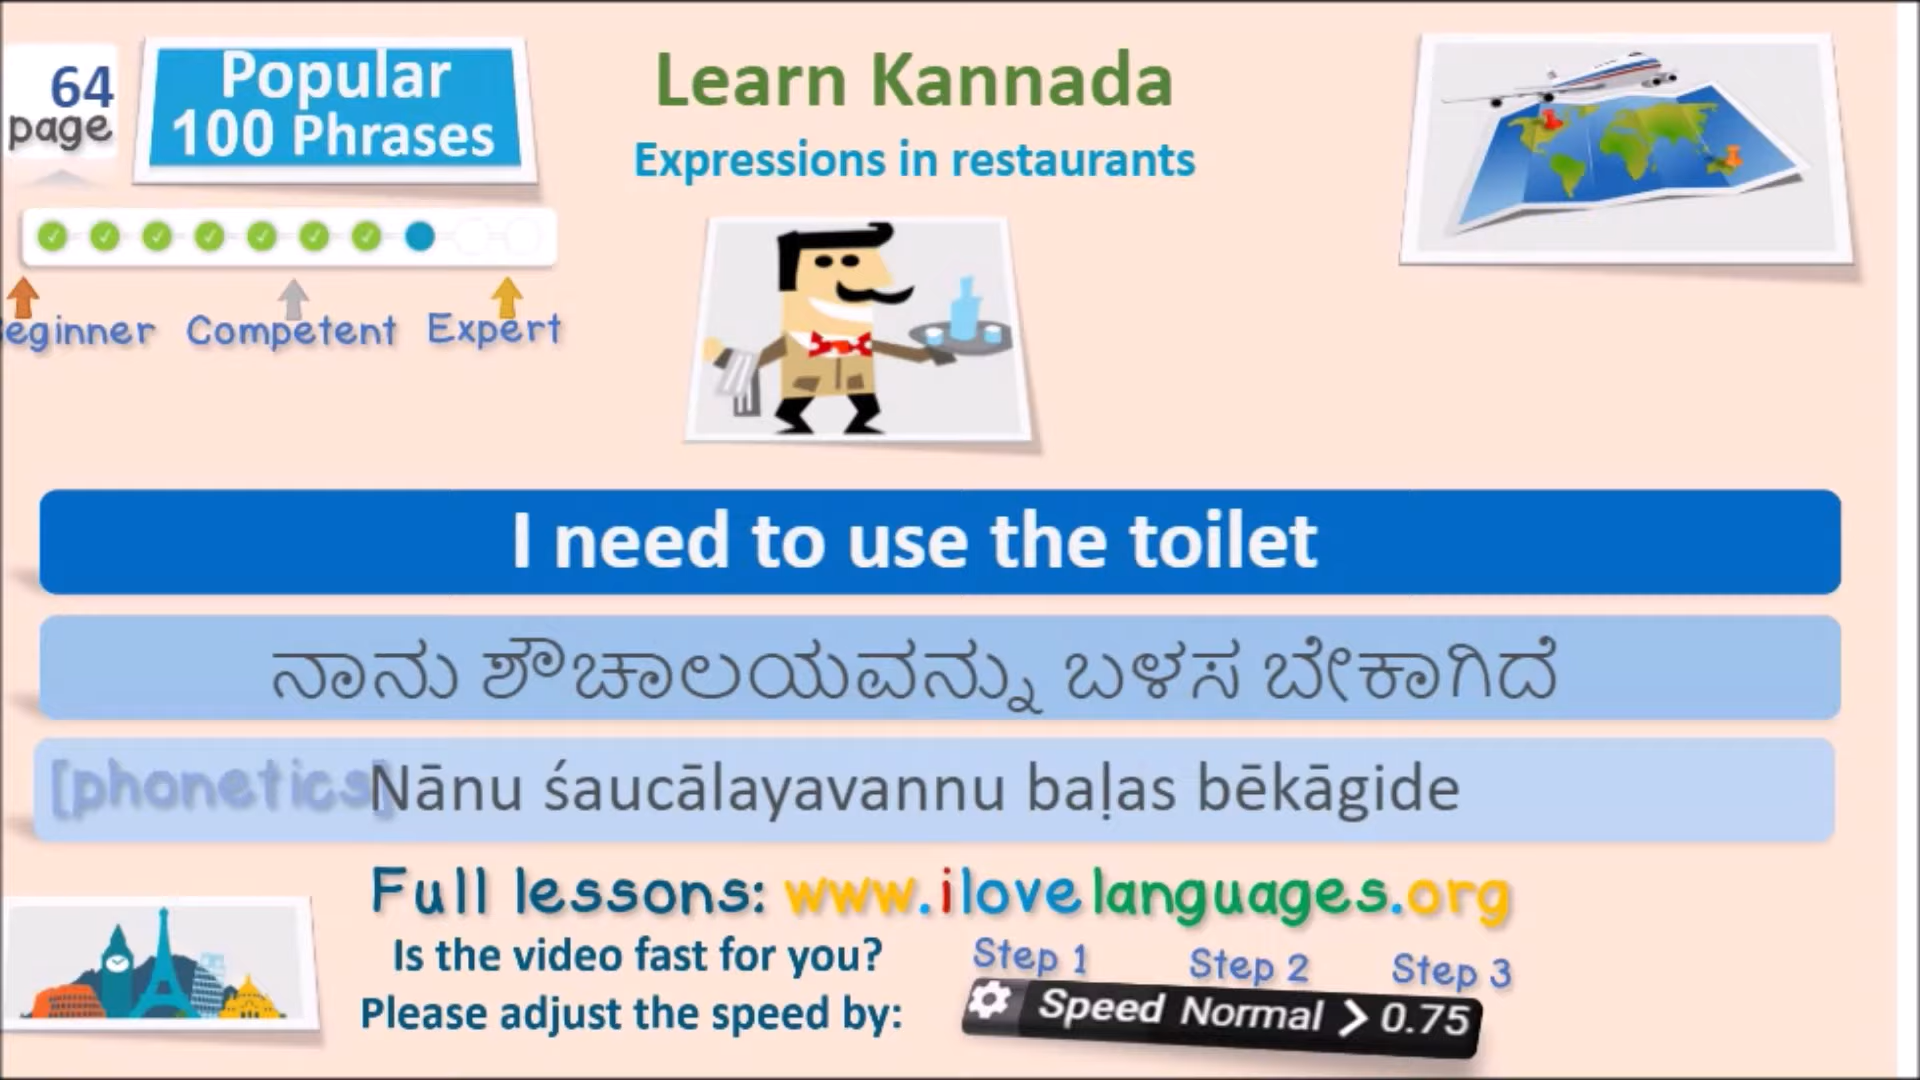 64
page
Popular
100 Phrases
Learn Kannada
Expressions in restaurants
eginner Competent Expert
I need to use the toilet
ನಾನು ಶೌಚಾಲಯವನ್ನು ಬಳಸ ಬೇಕಾಗಿದೆ
[phonetics] Nānu śaucālayavannu baḷas bēkāgide
Full lessons: www.ilovelanguages.org
Is the video fast for you?
Please adjust the speed by:
Step 1 Step 2 Step 3
Speed Normal > 0.75